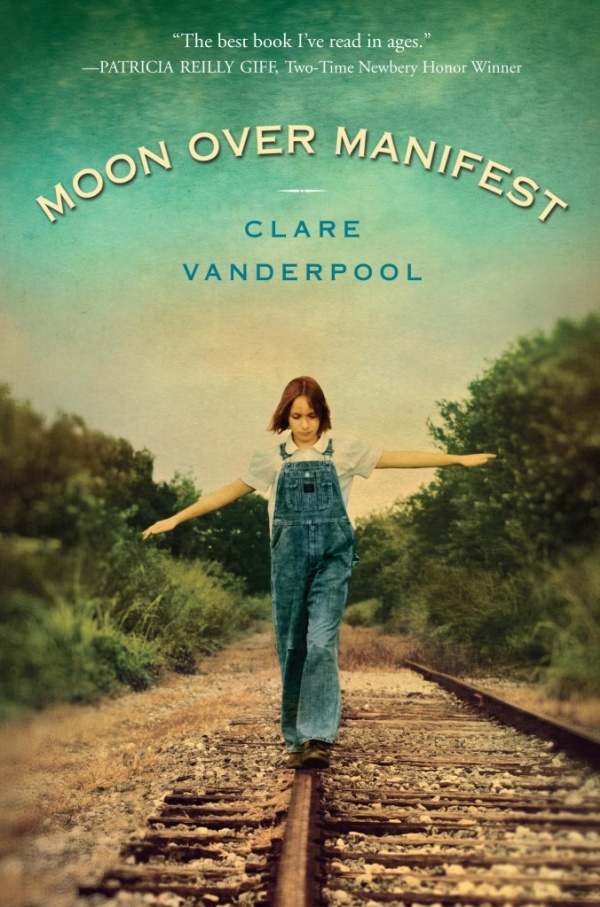 “The best book I’ve read in ages.”
—PATRICIA REILLY GIFF, Two-Time Newbery Honor Winner
MOON OVER MANIFEST
CLARE
VANDERPOOL